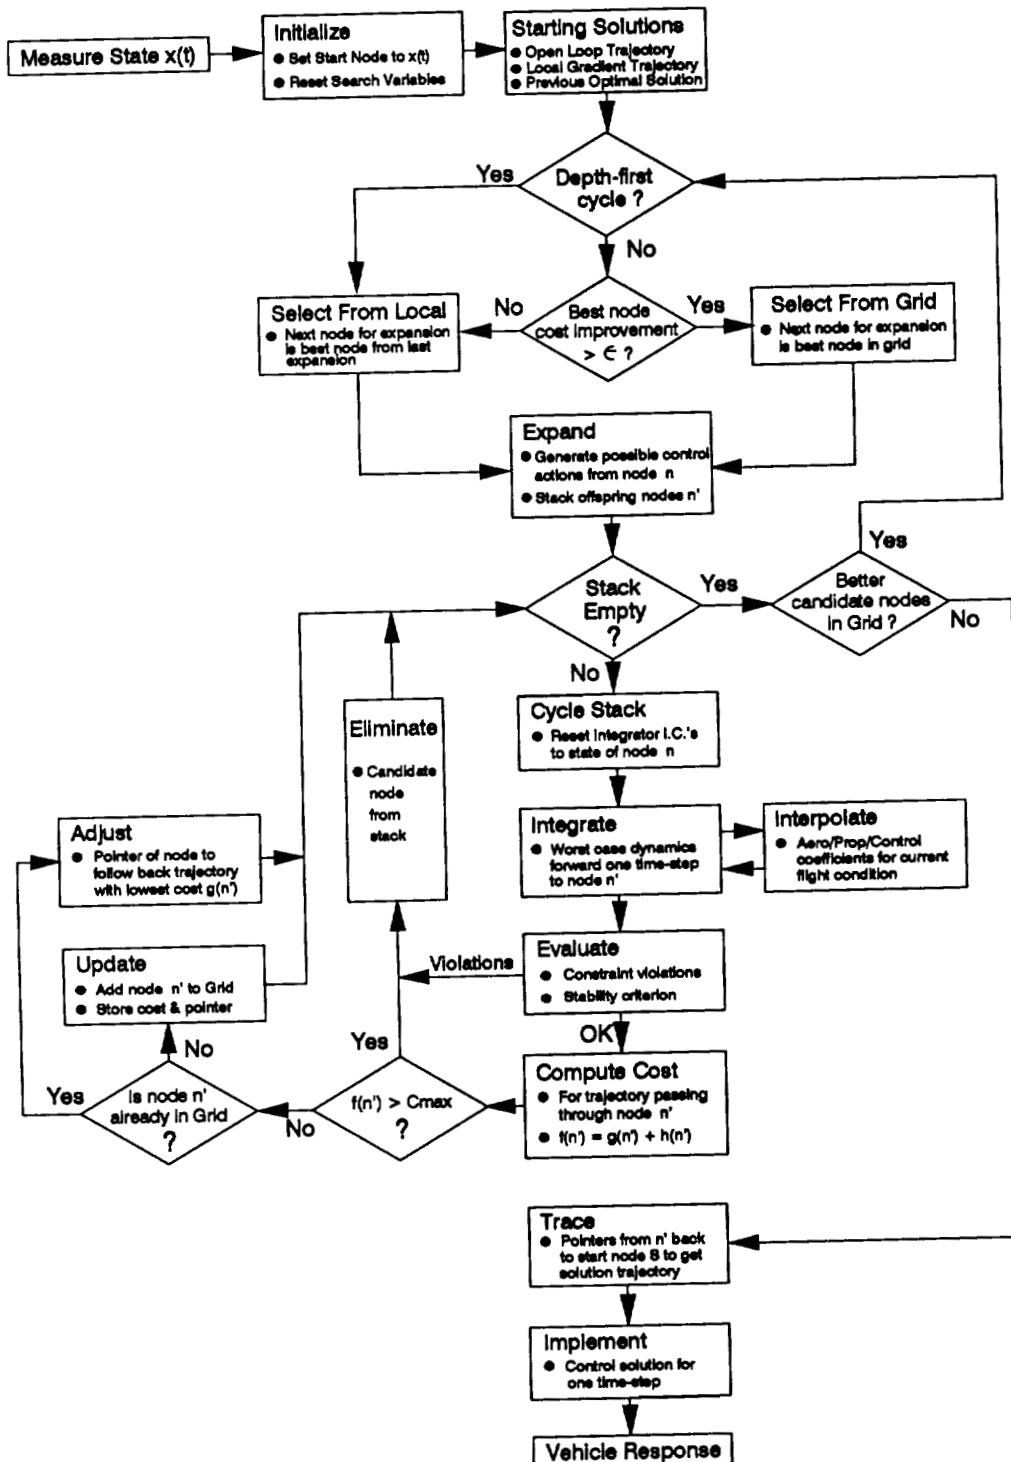 Measure State x(t)
Initialize
● Set Start Node to x(t)
● Reset Search Variables
Starting Solutions
● Open Loop Trajectory
● Local Gradient Trajectory
● Previous Optimal Solution
Depth-first
cycle ?
Yes
No
Select From Local
● Next node for expansion
is best node from last
expansion
No
Best node
cost improvement
> ∈ ?
Yes
Select From Grid
● Next node for expansion
is best node in grid
Expand
● Generate possible control
actions from node n
● Stack offspring nodes n'
Stack
Empty
?
Yes
No
Better
candidate nodes
in Grid ?
Yes
No
Cycle Stack
● Reset Integrator I.C.'s
to state of node n
Eliminate
● Candidate
node
from
stack
Integrate
● Worst case dynamics
forward one time-step
to node n'
Interpolate
● Aero/Prop/Control
coefficients for current
flight condition
Adjust
● Pointer of node to
follow back trajectory
with lowest cost g(n')
Evaluate
● Constraint violations
● Stability criterion
Violations
OK
Update
● Add node n' to Grid
● Store cost & pointer
Compute Cost
● For trajectory passing
through node n'
● f(n') = g(n') + h(n')
Yes
f(n') > Cmax
?
No
No
Yes
Is node n'
already in Grid
?
Trace
● Pointers from n' back
to start node S to get
solution trajectory
Implement
● Control solution for
one time-step
Vehicle Response